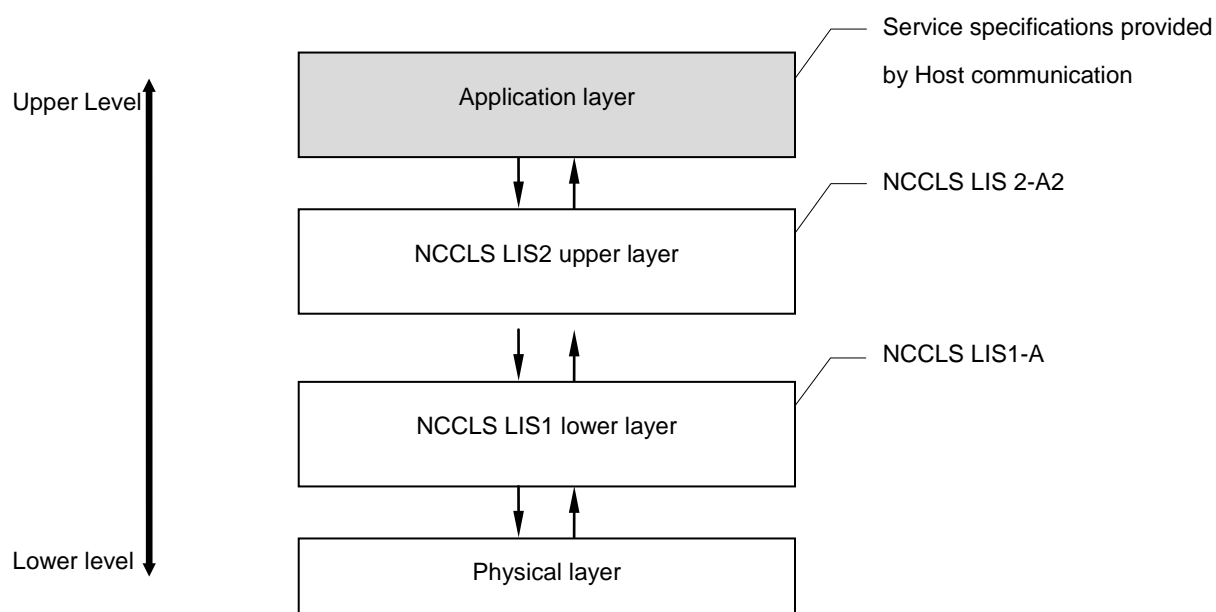 Service specifications provided
by Host communication
Upper Level
Application layer
NCCLS LIS 2-A2
NCCLS LIS2 upper layer
NCCLS LIS1-A
NCCLS LIS1 lower layer
Lower level
Physical layer